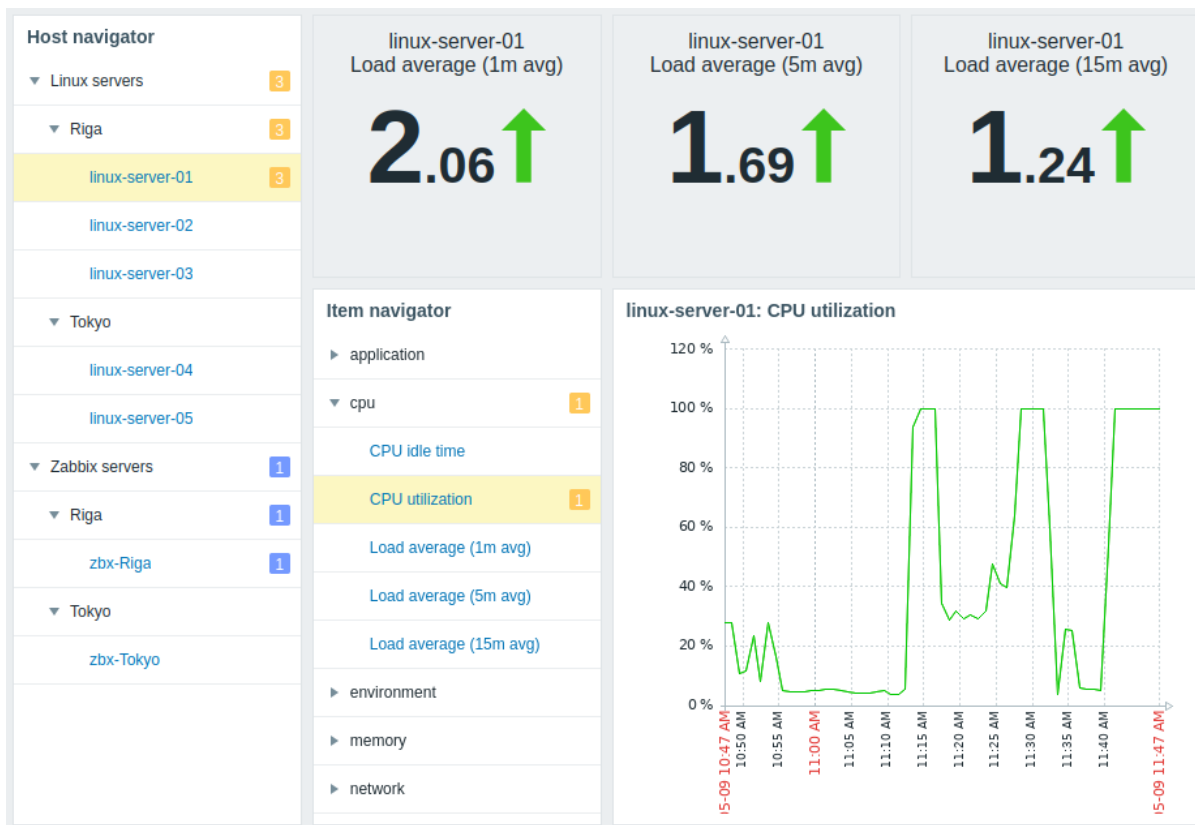 Host navigator
Linux servers 3
Riga 3
linux-server-01 3
linux-server-02
linux-server-03
Tokyo
linux-server-04
linux-server-05
Zabbix servers 1
Riga 1
zbx-Riga 1
Tokyo
zbx-Tokyo
linux-server-01
Load average (1m avg)
2.06
linux-server-01
Load average (5m avg)
1.69
linux-server-01
Load average (15m avg)
1.24
Item navigator
application
cpu 1
CPU idle time
CPU utilization 1
Load average (1m avg)
Load average (5m avg)
Load average (15m avg)
environment
memory
network
linux-server-01: CPU utilization
120 %
100 %
80 %
60 %
40 %
20 %
0 %
5-09 10:47 AM
10:50 AM
10:55 AM
11:00 AM
11:05 AM
11:10 AM
11:15 AM
11:20 AM
11:25 AM
11:30 AM
11:35 AM
11:40 AM
5-09 11:47 AM